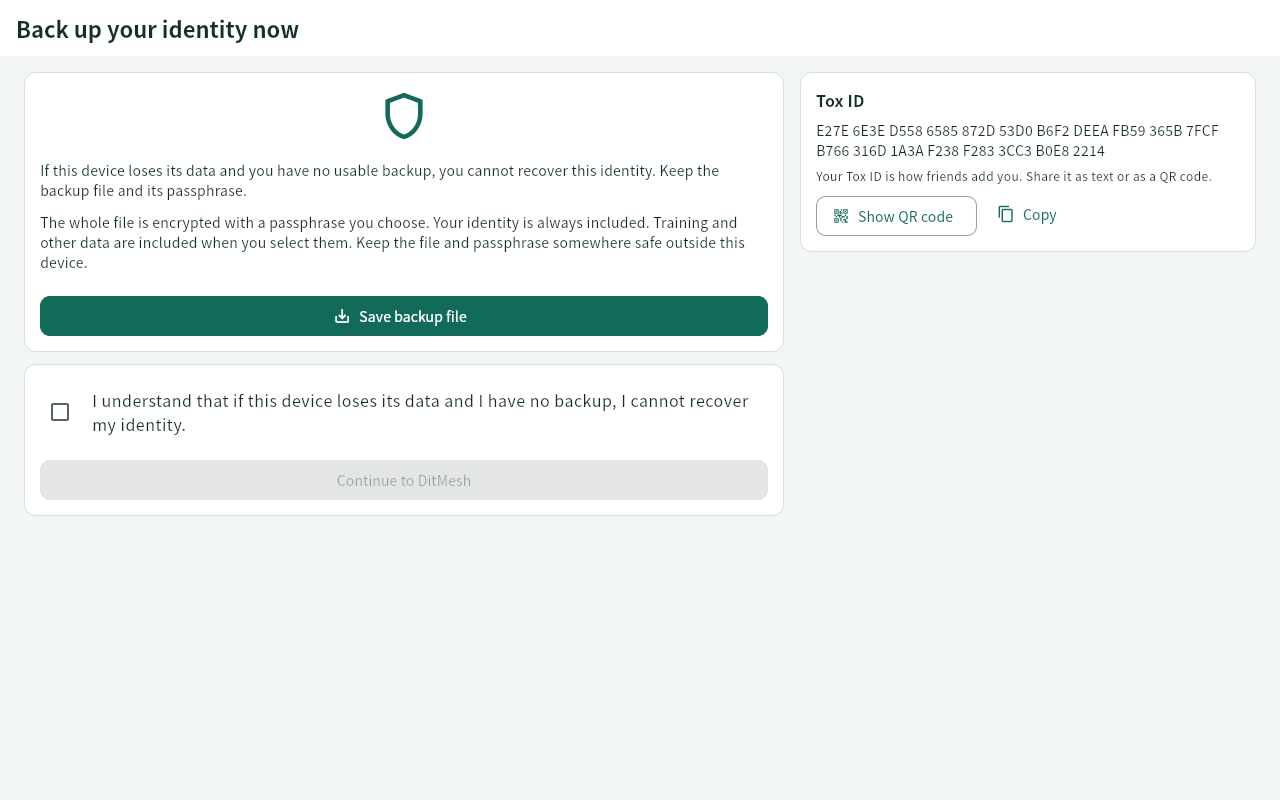 Back up your identity now
If this device loses its data and you have no usable backup, you cannot recover this identity. Keep the
backup file and its passphrase.
The whole file is encrypted with a passphrase you choose. Your identity is always included. Training and
other data are included when you select them. Keep the file and passphrase somewhere safe outside this
device.
Save backup file
I understand that if this device loses its data and I have no backup, I cannot recover
my identity.
Continue to DitMesh
Tox ID
E27E 6E3E D558 6585 872D 53D0 B6F2 DEEA FB59 365B 7FCF
B766 316D 1A3A F238 F283 3CC3 B0E8 2214
Your Tox ID is how friends add you. Share it as text or as a QR code.
Show QR code
Copy